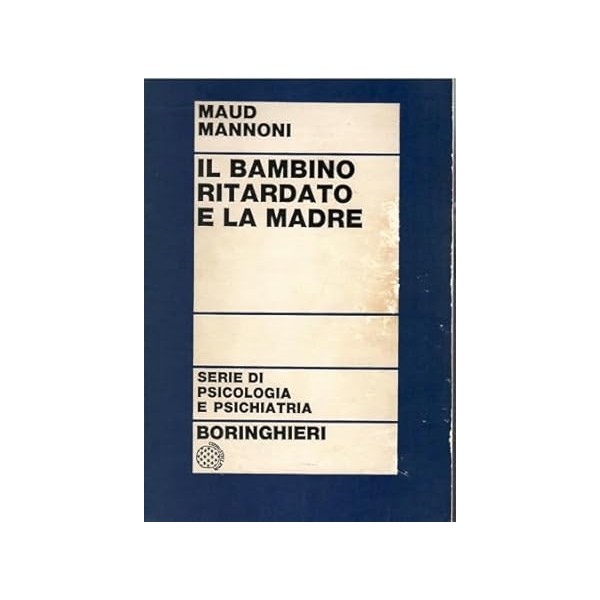 MAUD
MANNONI
IL BAMBINO
RITARDATO
E LA MADRE
SERIE DI
PSICOLOGIA
E PSICHIATRIA
BORINGHIERI